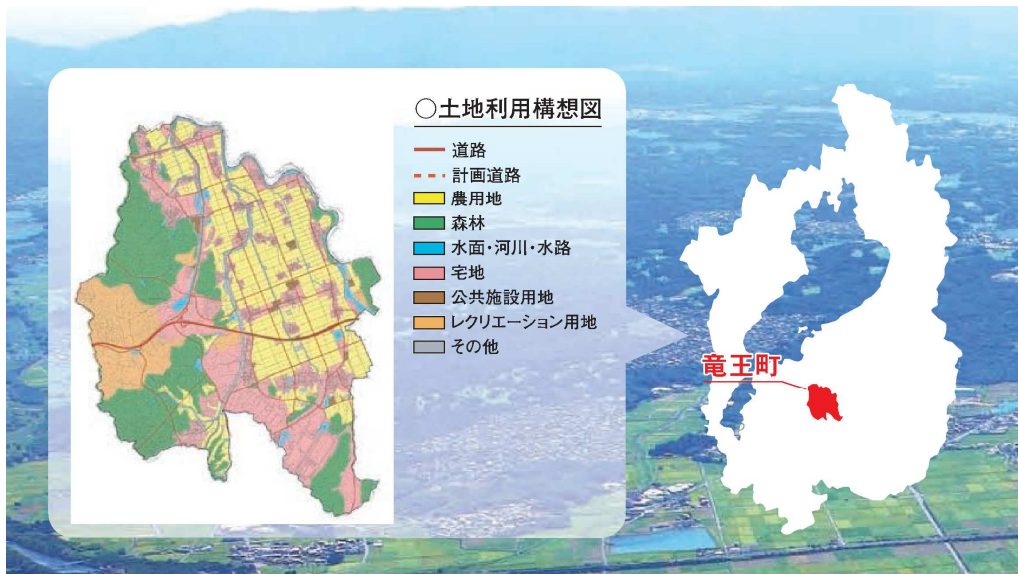 ○土地利用構想図
道路
計画道路
農用地
森林
水面・河川・水路
宅地
公共施設用地
レクリエーション用地
その他
竜王町